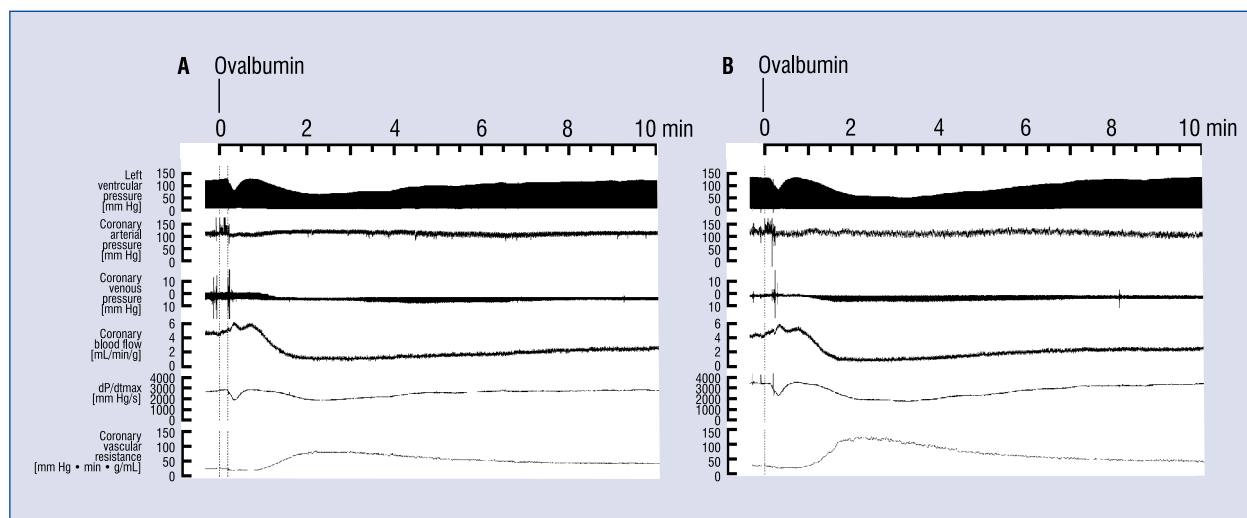 A Ovalbumin
0 2 4 6 8 10 min
B Ovalbumin
0 2 4 6 8 10 min
Left
ventrcular
pressure
[mm Hg]
150
100
50
0
Coronary
arterial
pressure
[mm Hg]
150
100
50
0
Coronary
venous
pressure
[mm Hg]
10
0
10
Coronary
blood flow
[mL/min/g]
6
4
2
0
dP/dtmax
[mm Hg/s]
4000
3000
2000
1000
0
Coronary
vascular
resistance
[mm Hg • min • g/mL]
150
100
50
0
150
100
50
0
150
100
50
0
10
0
10
6
4
2
0
4000
3000
2000
1000
0
150
100
50
0